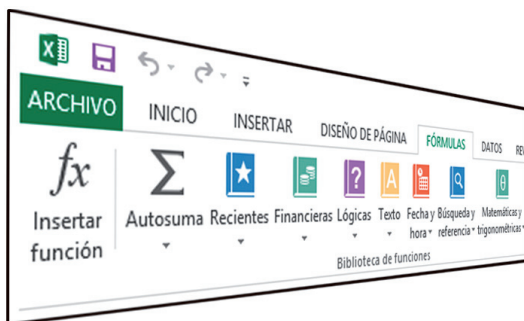 ARCHIVO INICIO INSERTAR DISEÑO DE PÁGINA FÓRMULAS DATOS
fx Σ
Insertar función
Autosuma
Recientes
Financieras
Lógicas
Texto
Fecha y hora
Búsqueda y referencia
Matemáticas y trigonométricas
Biblioteca de funciones